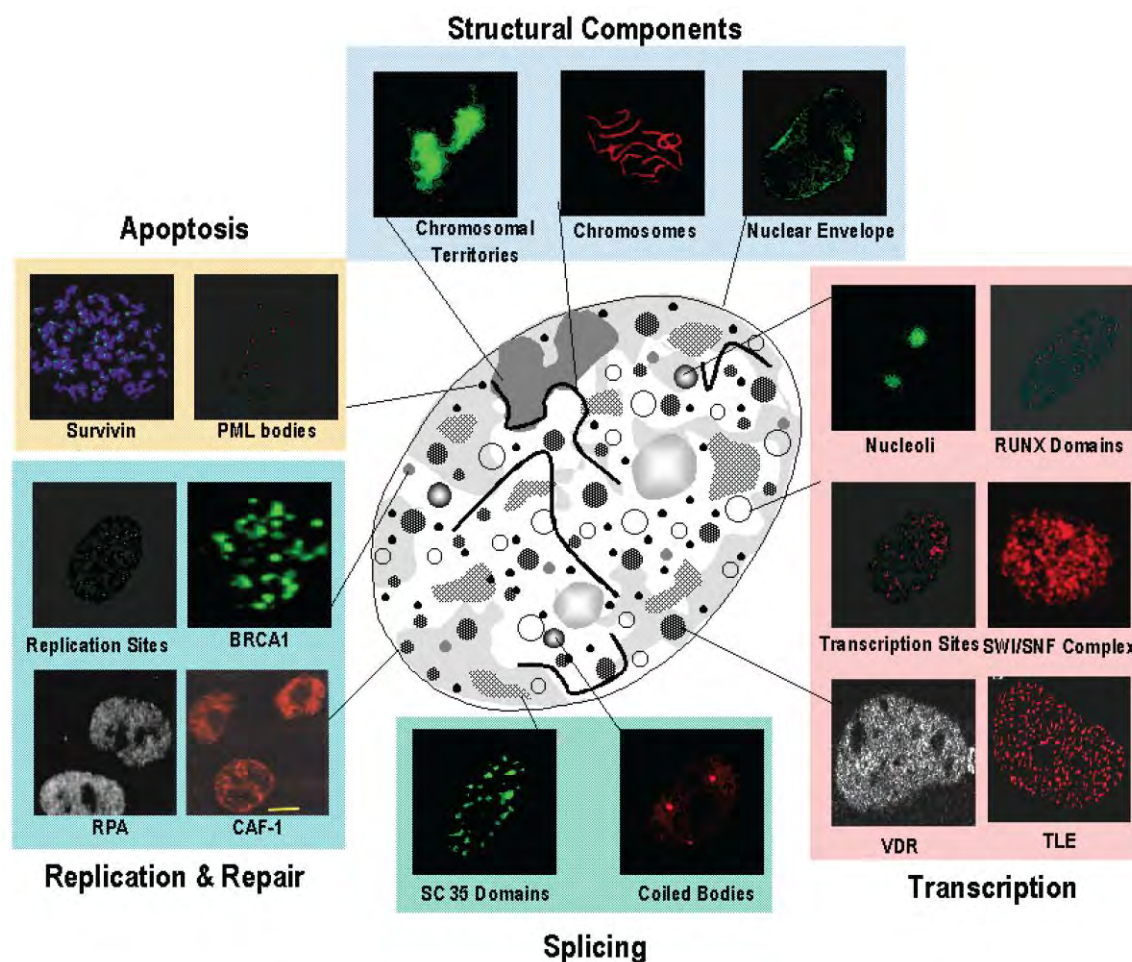 Structural Components
Chromosomal
Territories
Chromosomes
Nuclear Envelope
Apoptosis
Survivin
PML bodies
Nucleoli
RUNX Domains
Replication Sites
BRCA1
Transcription Sites
SWI/SNF Complex
RPA
CAF-1
VDR
TLE
Replication & Repair
SC 35 Domains
Coiled Bodies
Transcription
Splicing